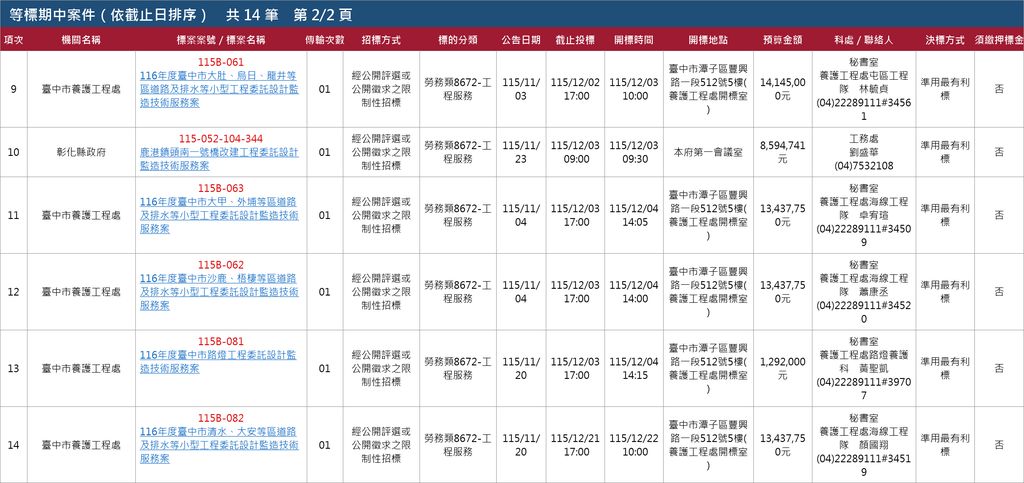 等標期中案件（依截止日排序） 共 14 筆 第 2/2 頁
項次 機關名稱 標案案號 / 標案名稱 傳輸次數 招標方式 標的分類 公告日期 截止投標 開標時間 開標地點 預算金額 科處 / 聯絡人 決標方式 須繳押標金
9
臺中市養護工程處
115B-061
116年度臺中市大肚、烏日、龍井等
區道路及排水等小型工程委託設計監
造技術服務案
01
經公開評選或
公開徵求之限
制性招標
勞務類8672-工
程服務
115/11/
03
115/12/02
17:00
115/12/03
10:00
臺中市潭子區豐興
路一段512號5樓(
養護工程處開標室
)
14,145,00
0元
秘書室
養護工程處屯區工程
隊 林毓貞
(04)22289111#3456
1
準用最有利
標
否
10
彰化縣政府
115-052-104-344
鹿港鎮頭南一號橋改建工程委託設計
監造技術服務案
01
經公開評選或
公開徵求之限
制性招標
勞務類8672-工
程服務
115/11/
23
115/12/03
09:00
115/12/03
09:30
本府第一會議室
8,594,741
元
工務處
劉盛華
(04)7532108
準用最有利
標
否
11
臺中市養護工程處
115B-063
116年度臺中市大甲、外埔等區道路
及排水等小型工程委託設計監造技術
服務案
01
經公開評選或
公開徵求之限
制性招標
勞務類8672-工
程服務
115/11/
04
115/12/03
17:00
115/12/04
14:05
臺中市潭子區豐興
路一段512號5樓(
養護工程處開標室
)
13,437,75
0元
秘書室
養護工程處海線工程
隊 卓宥瑄
(04)22289111#3450
9
準用最有利
標
否
12
臺中市養護工程處
115B-062
116年度臺中市沙鹿、梧棲等區道路
及排水等小型工程委託設計監造技術
服務案
01
經公開評選或
公開徵求之限
制性招標
勞務類8672-工
程服務
115/11/
04
115/12/03
17:00
115/12/04
14:00
臺中市潭子區豐興
路一段512號5樓(
養護工程處開標室
)
13,437,75
0元
秘書室
養護工程處海線工程
隊 蕭康丞
(04)22289111#3452
0
準用最有利
標
否
13
臺中市養護工程處
115B-081
116年度臺中市路燈工程委託設計監
造技術服務案
01
經公開評選或
公開徵求之限
制性招標
勞務類8672-工
程服務
115/11/
20
115/12/03
17:00
115/12/04
14:15
臺中市潭子區豐興
路一段512號5樓(
養護工程處開標室
)
1,292,000
元
秘書室
養護工程處路燈養護
科 黃聖凱
(04)22289111#3970
7
準用最有利
標
否
14
臺中市養護工程處
115B-082
116年度臺中市清水、大安等區道路
及排水等小型工程委託設計監造技術
服務案
01
經公開評選或
公開徵求之限
制性招標
勞務類8672-工
程服務
115/11/
20
115/12/21
17:00
115/12/22
10:00
臺中市潭子區豐興
路一段512號5樓(
養護工程處開標室
)
13,437,75
0元
秘書室
養護工程處海線工程
隊 顏國翔
(04)22289111#3451
9
準用最有利
標
否